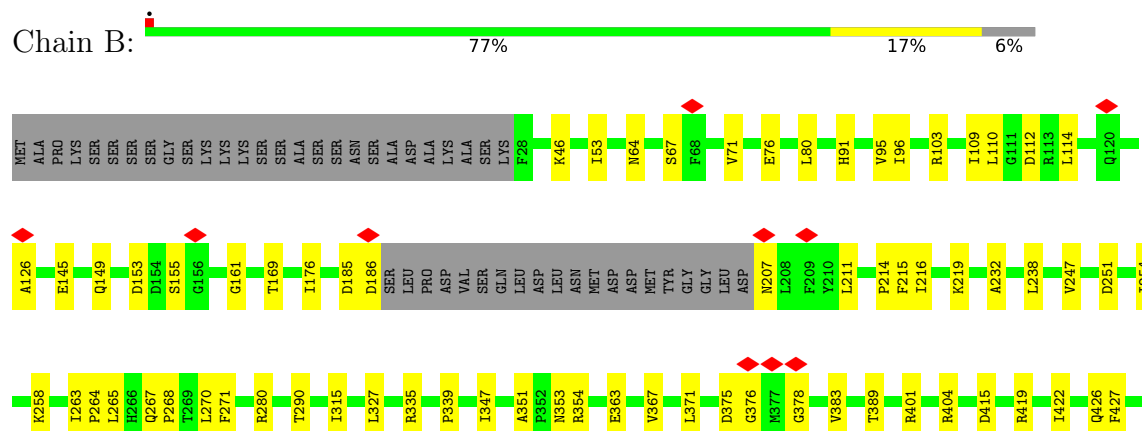 Chain B:
77% 17% 6%
MET ALA PRO LYS SER SER SER SER GLY SER LYS LYS LYS SER SER ALA SER SER ASN SER ALA ASP ALA LYS ALA SER LYS F28 K46 I53 N64 S67 F68 V71 E76 L80 H91 V95 I96 R103 I109 L110 G111 D112 R113 L114 Q120
A126 E145 Q149 D153 D154 S155 G156 G161 T169 I176 D185 D186 SER LEU PRO ASP VAL SER GLN LEU ASP LEU ASN MET ASP ASP MET TYR GLY GLY LEU ASP N207 L208 F209 Y210 L211 P214 F215 I216 K219 A232 L238 V247 D251
K258 I263 P264 L265 H266 Q267 P268 T269 L270 F271 R280 T290 I315 L327 R335 P339 I347 A351 P352 N353 R354 E363 V367 L371 D375 G376 M377 G378 V383 T389 R401 R404 D415 R419 I422 Q426 F427